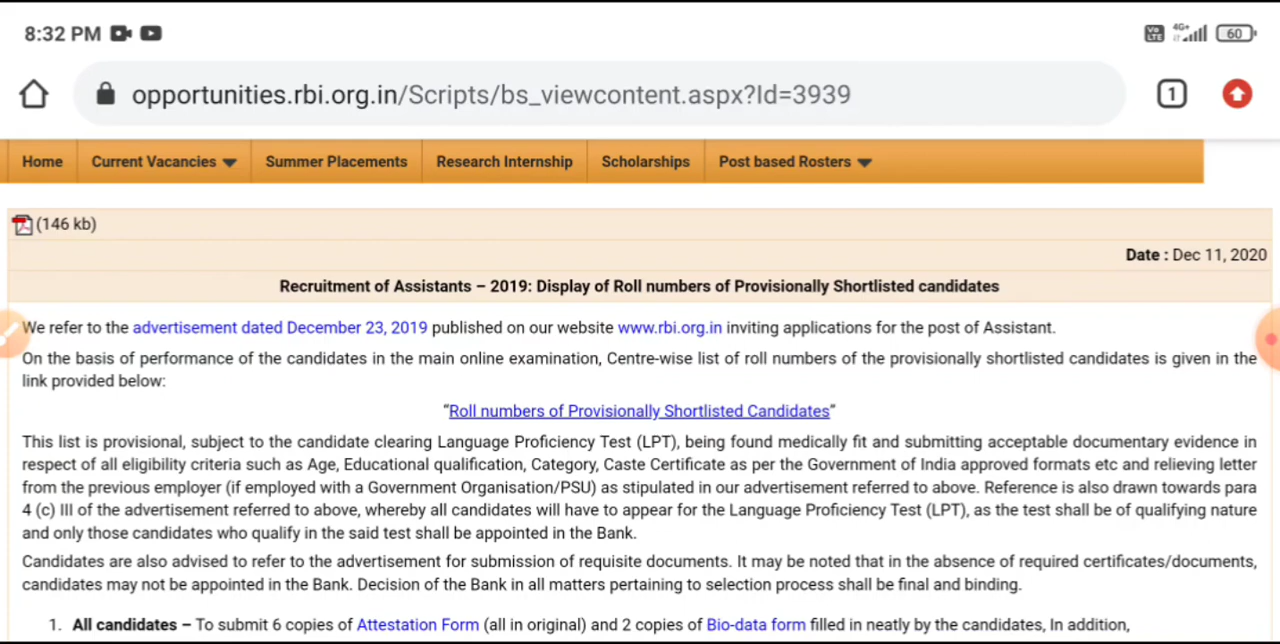 8:32 PM
Vo LTE 4G+ 60
opportunities.rbi.org.in/Scripts/bs_viewcontent.aspx?Id=3939 1
Home Current Vacancies Summer Placements Research Internship Scholarships Post based Rosters
(146 kb)
Date : Dec 11, 2020
Recruitment of Assistants – 2019: Display of Roll numbers of Provisionally Shortlisted candidates
We refer to the advertisement dated December 23, 2019 published on our website www.rbi.org.in inviting applications for the post of Assistant.
On the basis of performance of the candidates in the main online examination, Centre-wise list of roll numbers of the provisionally shortlisted candidates is given in the
link provided below:
“Roll numbers of Provisionally Shortlisted Candidates”
This list is provisional, subject to the candidate clearing Language Proficiency Test (LPT), being found medically fit and submitting acceptable documentary evidence in
respect of all eligibility criteria such as Age, Educational qualification, Category, Caste Certificate as per the Government of India approved formats etc and relieving letter
from the previous employer (if employed with a Government Organisation/PSU) as stipulated in our advertisement referred to above. Reference is also drawn towards para
4 (c) III of the advertisement referred to above, whereby all candidates will have to appear for the Language Proficiency Test (LPT), as the test shall be of qualifying nature
and only those candidates who qualify in the said test shall be appointed in the Bank.
Candidates are also advised to refer to the advertisement for submission of requisite documents. It may be noted that in the absence of required certificates/documents,
candidates may not be appointed in the Bank. Decision of the Bank in all matters pertaining to selection process shall be final and binding.
1. All candidates – To submit 6 copies of Attestation Form (all in original) and 2 copies of Bio-data form filled in neatly by the candidates, In addition,